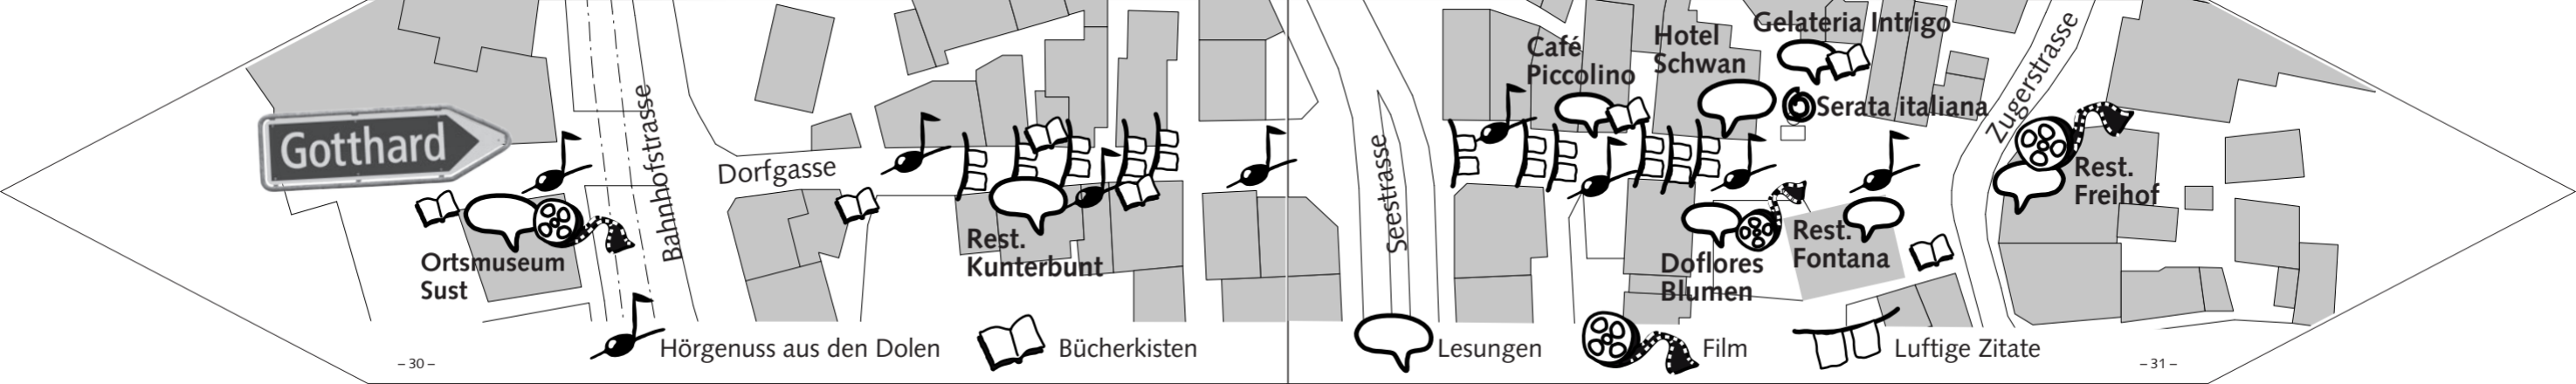 Gotthard
Ortsmuseum
Sust
Bahnhofstrasse
Dorfgasse
Rest.
Kunterbunt
Seestrasse
Café
Piccolino
Hotel
Schwan
Gelateria Intrigo
Serata italiana
Zugerstrasse
Rest.
Freihof
Doflores
Blumen
Rest.
Fontana
Hörgenuss aus den Dolen
Bücherkisten
Lesungen
Film
Luftige Zitate
– 30 –
– 31 –